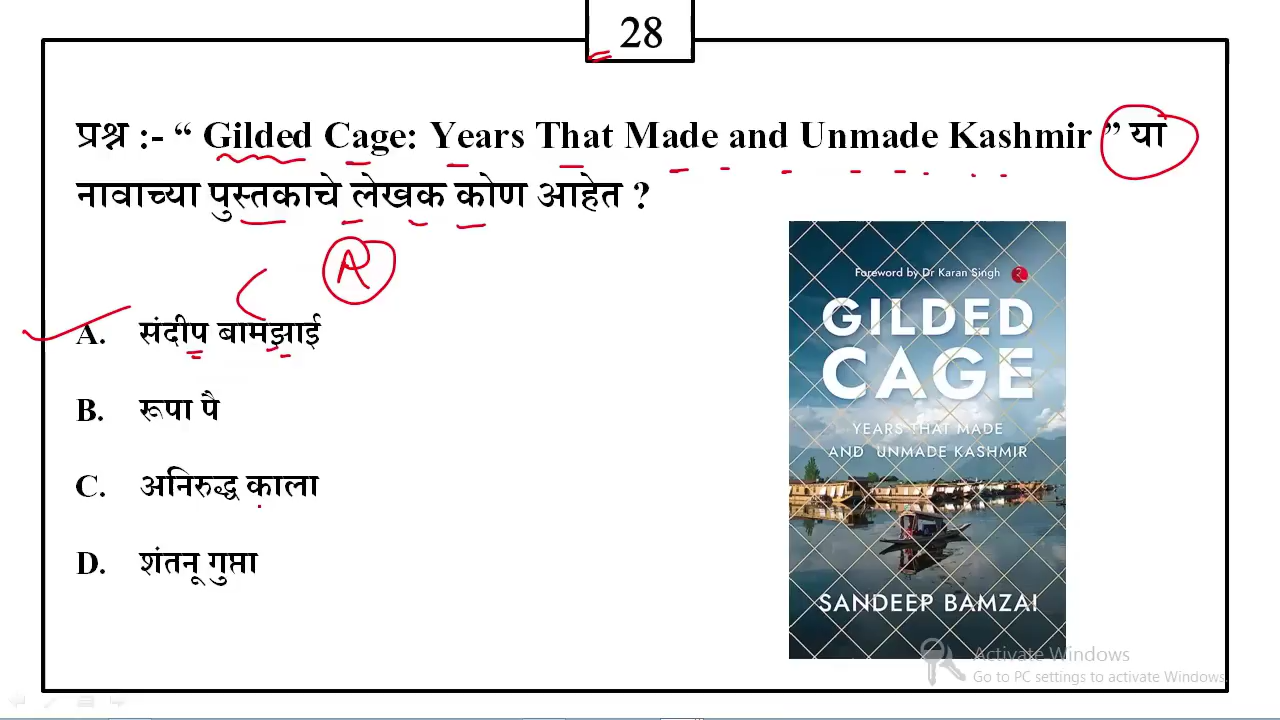 28
प्रश्न :- “ Gilded Cage: Years That Made and Unmade Kashmir ” या
नावाच्या पुस्तकाचे लेखक कोण आहेत ?
A
A. संदीप बामझाई
B. रूपा पै
C. अनिरुद्ध काला
D. शंतनू गुप्ता
Foreword by Dr Karan Singh
GILDED
CAGE
YEARS THAT MADE
AND UNMADE KASHMIR
SANDEEP BAMZAI
Activate Windows
Go to PC settings to activate Windows.